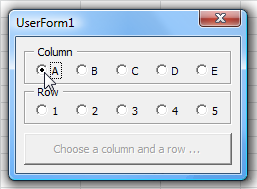 UserForm1
Column
A B C D E
Row
1 2 3 4 5
Choose a column and a row ...